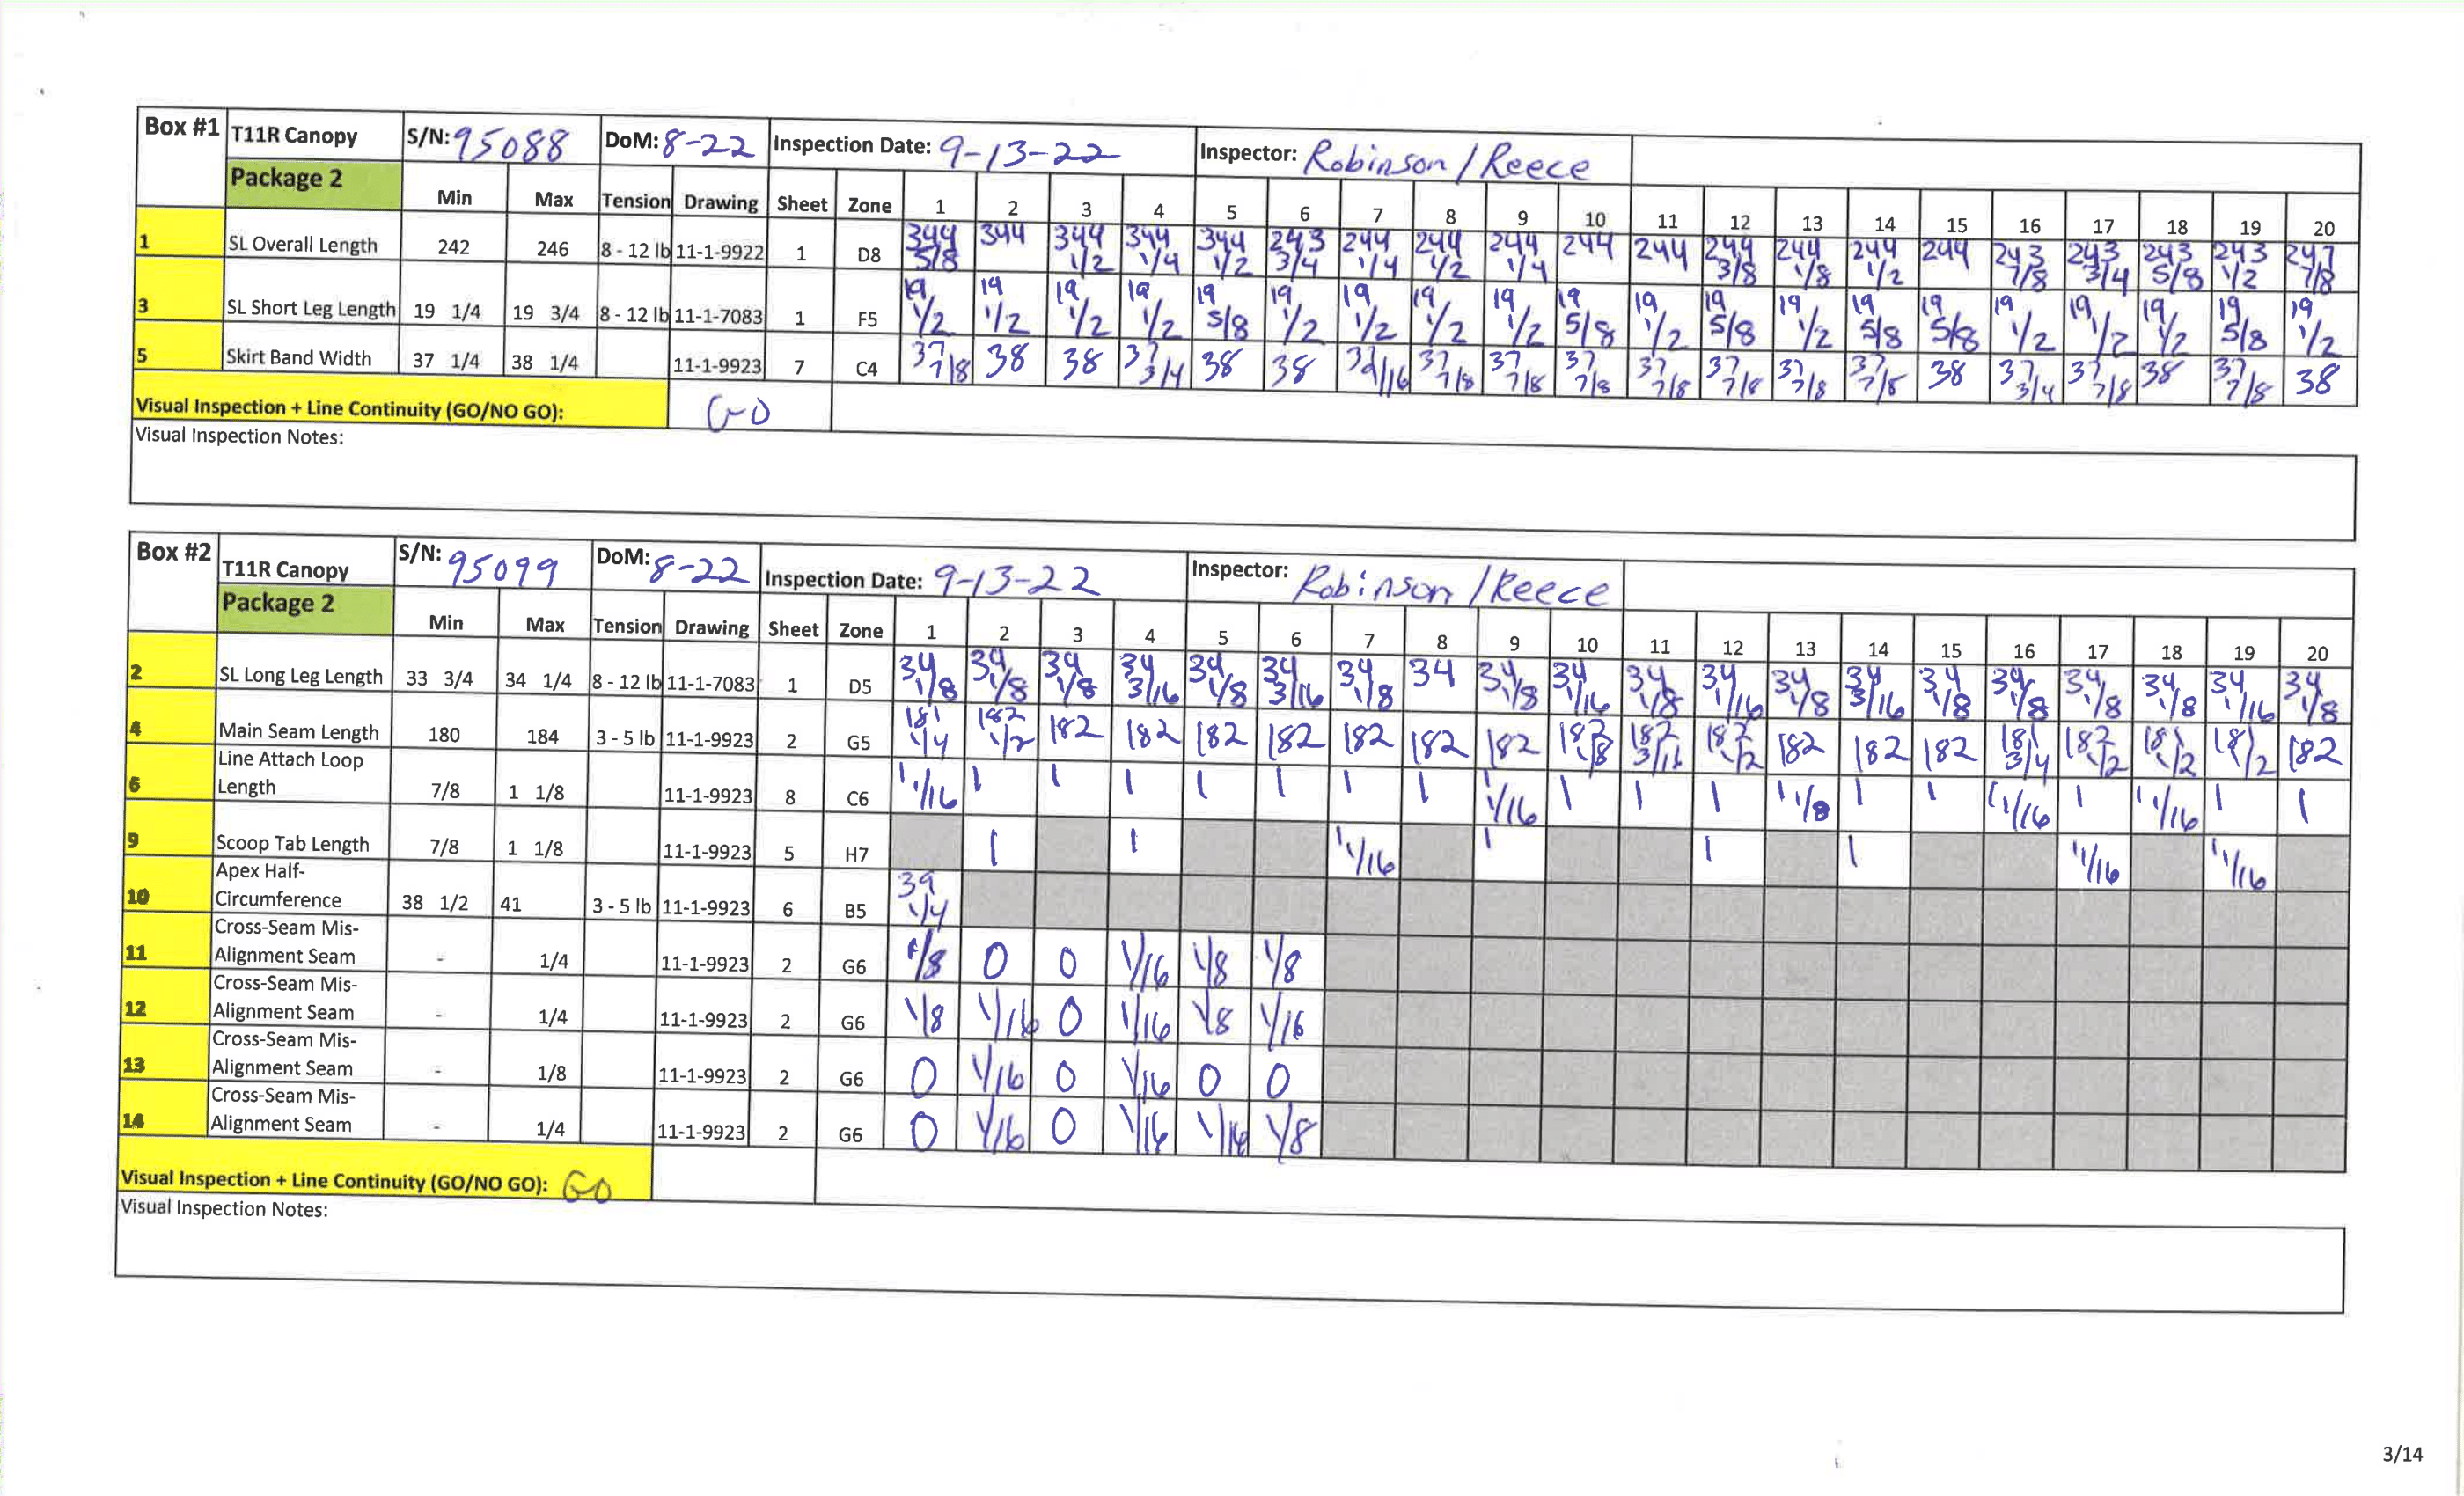 Box #1 T11R Canopy S/N: 95088 DoM: 8-22 Inspection Date: 9-13-22 Inspector: Robinson / Reece
Package 2 Min Max Tension Drawing Sheet Zone 1 2 3 4 5 6 7 8 9 10 11 12 13 14 15 16 17 18 19 20
1 SL Overall Length 242 246 8 - 12 lb 11-1-9922 1 D8 344 5/8 344 344 1/2 344 1/4 344 1/2 243 3/4 244 1/4 244 1/2 244 1/4 244 244 244 3/8 244 1/8 244 1/2 244 243 7/8 243 3/4 243 5/8 243 1/2 247 7/8
3 SL Short Leg Length 19 1/4 19 3/4 8 - 12 lb 11-1-7083 1 F5 19 1/2 19 1/2 19 1/2 19 1/2 19 5/8 19 1/2 19 1/2 19 1/2 19 1/2 19 5/8 19 1/2 19 5/8 19 1/2 19 5/8 19 5/8 19 1/2 19 1/2 19 1/2 19 5/8 19 1/2
5 Skirt Band Width 37 1/4 38 1/4 11-1-9923 7 C4 37 7/8 38 38 37 3/4 38 38 37 7/8 37 7/8 37 7/8 37 7/8 37 7/8 37 7/8 37 7/8 38 37 3/4 37 7/8 38 37 7/8 38
Visual Inspection + Line Continuity (GO/NO GO): GO
Visual Inspection Notes:
Box #2 T11R Canopy S/N: 95099 DoM: 8-22 Inspection Date: 9-13-22 Inspector: Robinson / Reece
Package 2 Min Max Tension Drawing Sheet Zone 1 2 3 4 5 6 7 8 9 10 11 12 13 14 15 16 17 18 19 20
2 SL Long Leg Length 33 3/4 34 1/4 8 - 12 lb 11-1-7083 1 D5 34 1/8 34 1/8 34 1/8 34 3/16 34 1/8 34 3/16 34 1/8 34 34 1/8 34 1/16 34 1/8 34 1/16 34 1/8 34 3/16 34 1/8 34 1/8 34 1/8 34 1/8 34 1/16 34 1/8
4 Main Seam Length 180 184 3 - 5 lb 11-1-9923 2 G5 181 1/4 182 1/2 182 182 182 182 182 182 182 182 1/8 182 3/16 182 1/2 182 182 182 181 3/4 182 1/2 181 1/2 181 1/2 182
Line Attach Loop
6 Length 7/8 1 1/8 11-1-9923 8 C6 1 1/16 1 1 1 1 1 1 1 1 1/16 1 1 1 1 1/8 1 1 1 1/16 1 1 1/16 1 1
9 Scoop Tab Length 7/8 1 1/8 11-1-9923 5 H7 1 1 1 1/16 1 1 1 1 1/16 1 1/16
Apex Half-
10 Circumference 38 1/2 41 3 - 5 lb 11-1-9923 6 B5 39 1/4
Cross-Seam Mis-
11 Alignment Seam - 1/4 11-1-9923 2 G6 1/8 0 0 1/16 1/8 1/8
Cross-Seam Mis-
12 Alignment Seam - 1/4 11-1-9923 2 G6 1/8 1/16 0 1/16 1/8 1/16
Cross-Seam Mis-
13 Alignment Seam - 1/8 11-1-9923 2 G6 0 1/16 0 1/16 0 0
Cross-Seam Mis-
14 Alignment Seam - 1/4 11-1-9923 2 G6 0 1/16 0 1/16 1/16 1/8
Visual Inspection + Line Continuity (GO/NO GO): GO
Visual Inspection Notes:
3/14